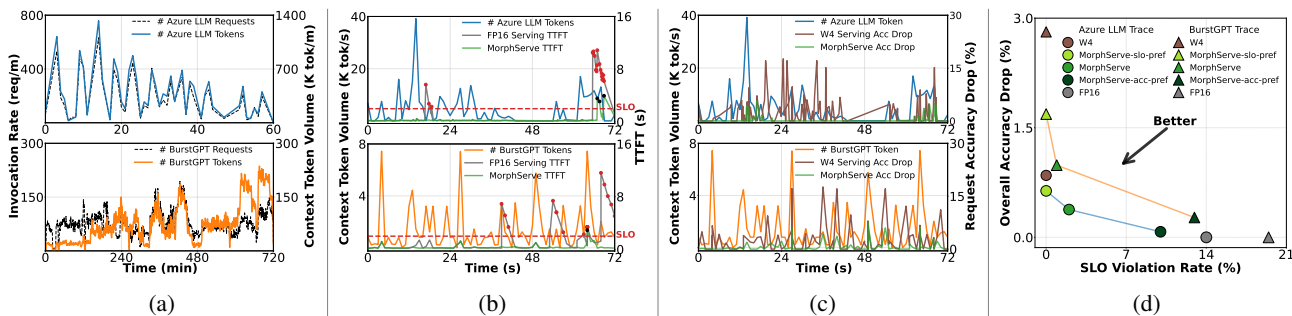 800
400
0
20
40
60
1400
700
0
# Azure LLM Requests
# Azure LLM Tokens
Invocation Rate (req/m)
Context Token Volume (K tok/m)
300
150
0
240
480
720
300
150
0
# BurstGPT Requests
# BurstGPT Tokens
Time (min)
(a)
40
20
0
24
48
72
16
8
0
# Azure LLM Tokens
FP16 Serving TTFT
MorphServe TTFT
SLO
Context Token Volume (K tok/s)
TTFT (s)
8
4
0
24
48
72
16
8
0
# BurstGPT Tokens
FP16 Serving TTFT
MorphServe TTFT
SLO
Time (s)
(b)
40
20
0
24
48
72
30
15
0
# Azure LLM Token
W4 Serving Acc Drop
MorphServe Acc Drop
Context Token Volume (K tok/s)
Request Accuracy Drop (%)
8
4
0
24
48
72
30
15
0
# BurstGPT Tokens
W4 Serving Acc Drop
MorphServe Acc Drop
Time (s)
(c)
3.0
1.5
0.0
0
7
14
21
Overall Accuracy Drop (%)
SLO Violation Rate (%)
Azure LLM Trace
W4
MorphServe-slo-pref
MorphServe
MorphServe-acc-pref
FP16
BurstGPT Trace
W4
MorphServe-slo-pref
MorphServe
MorphServe-acc-pref
FP16
Better
(d)